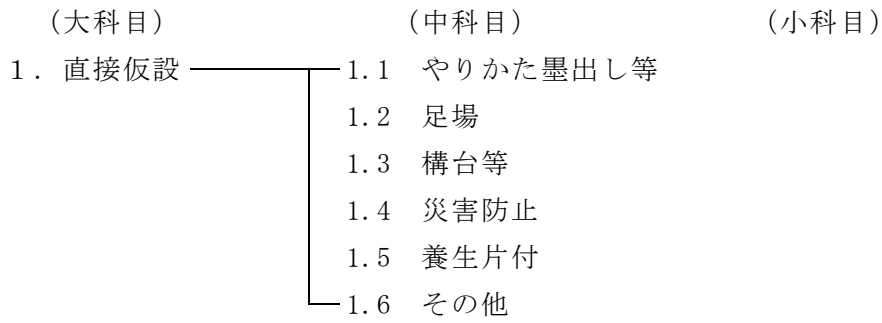 （大科目）　（中科目）　（小科目）
１．直接仮設　1.1　やりかた墨出し等
1.2　足場
1.3　構台等
1.4　災害防止
1.5　養生片付
1.6　その他